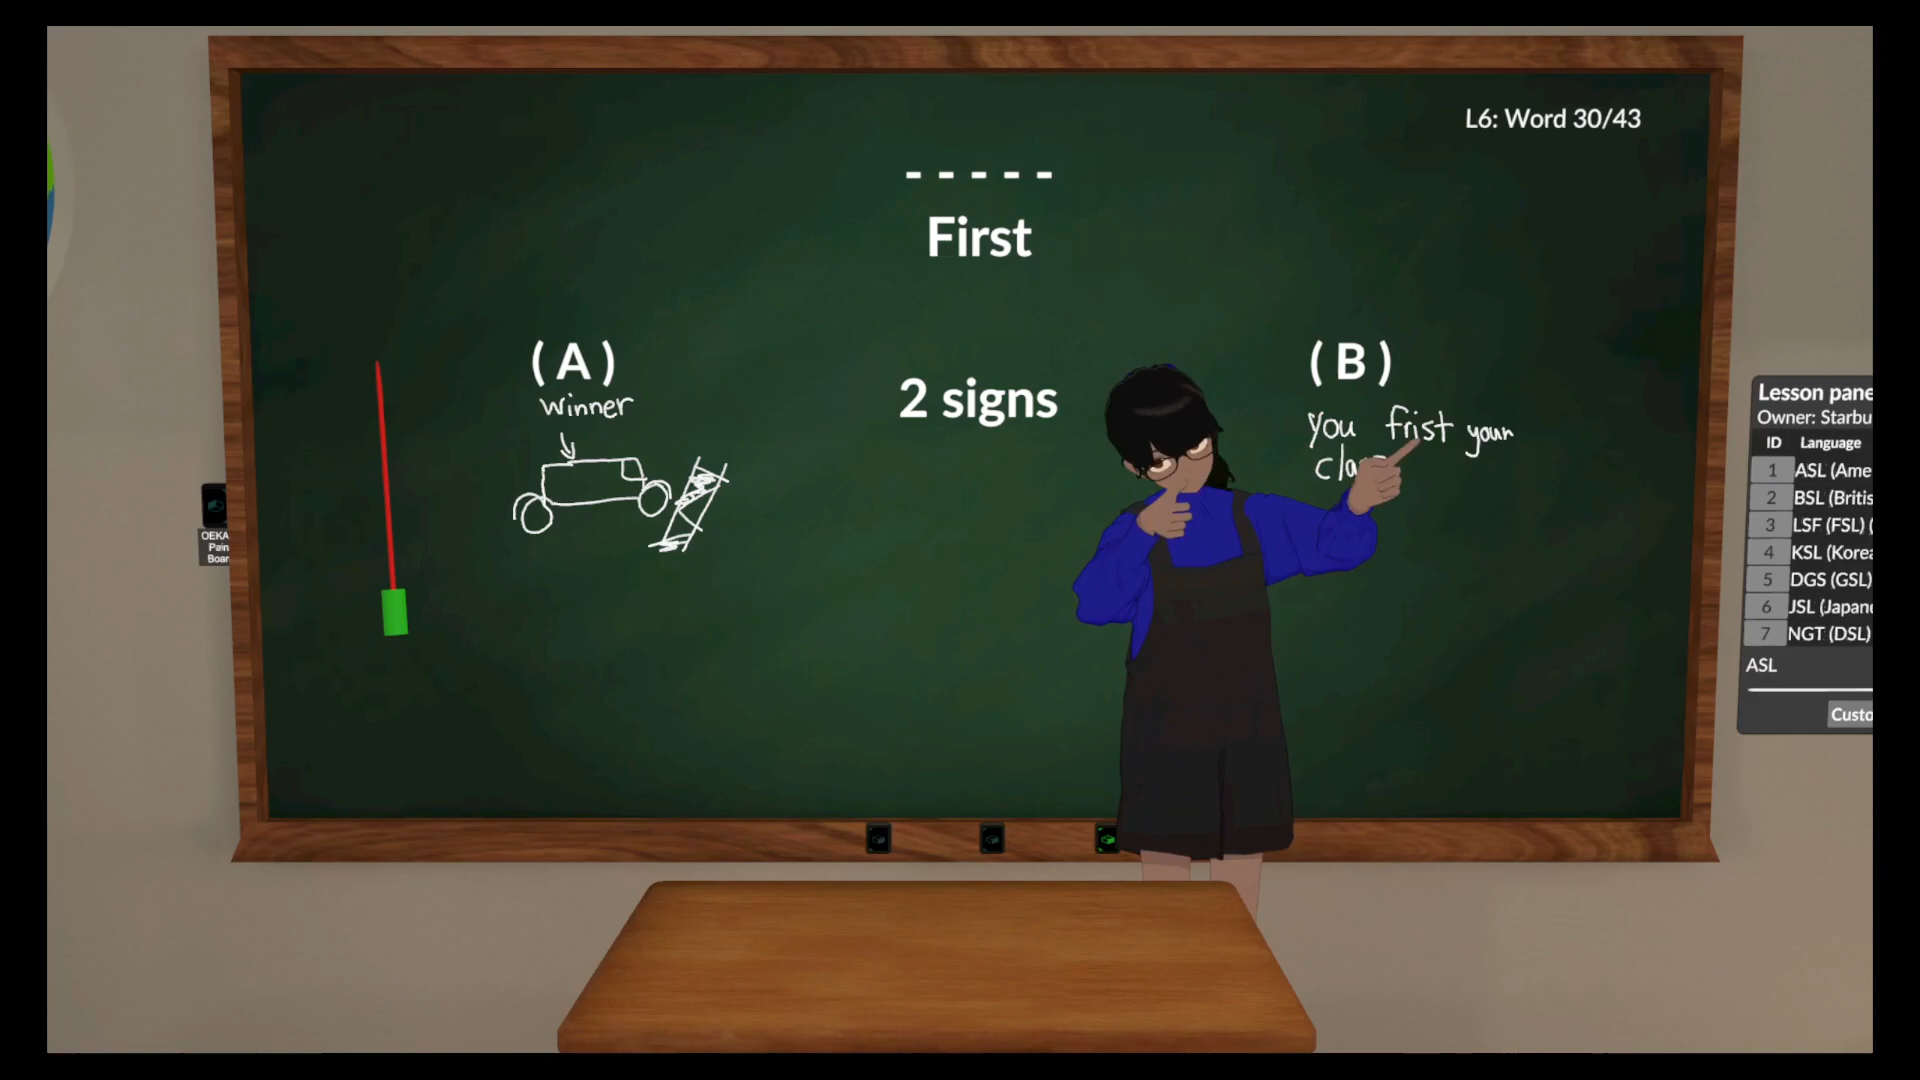 L6: Word 30/43
- - - - -
First
( A )
winner
2 signs
( B )
you frist your
Lesson pane
Owner: Starbu
ID Language
1 ASL (Ame
2 BSL (Britis
3 LSF (FSL) (
4 KSL (Korea
5 DGS (GSL)
6 JSL (Japane
7 NGT (DSL)
ASL
Custo
OEKA
Pain
Boar